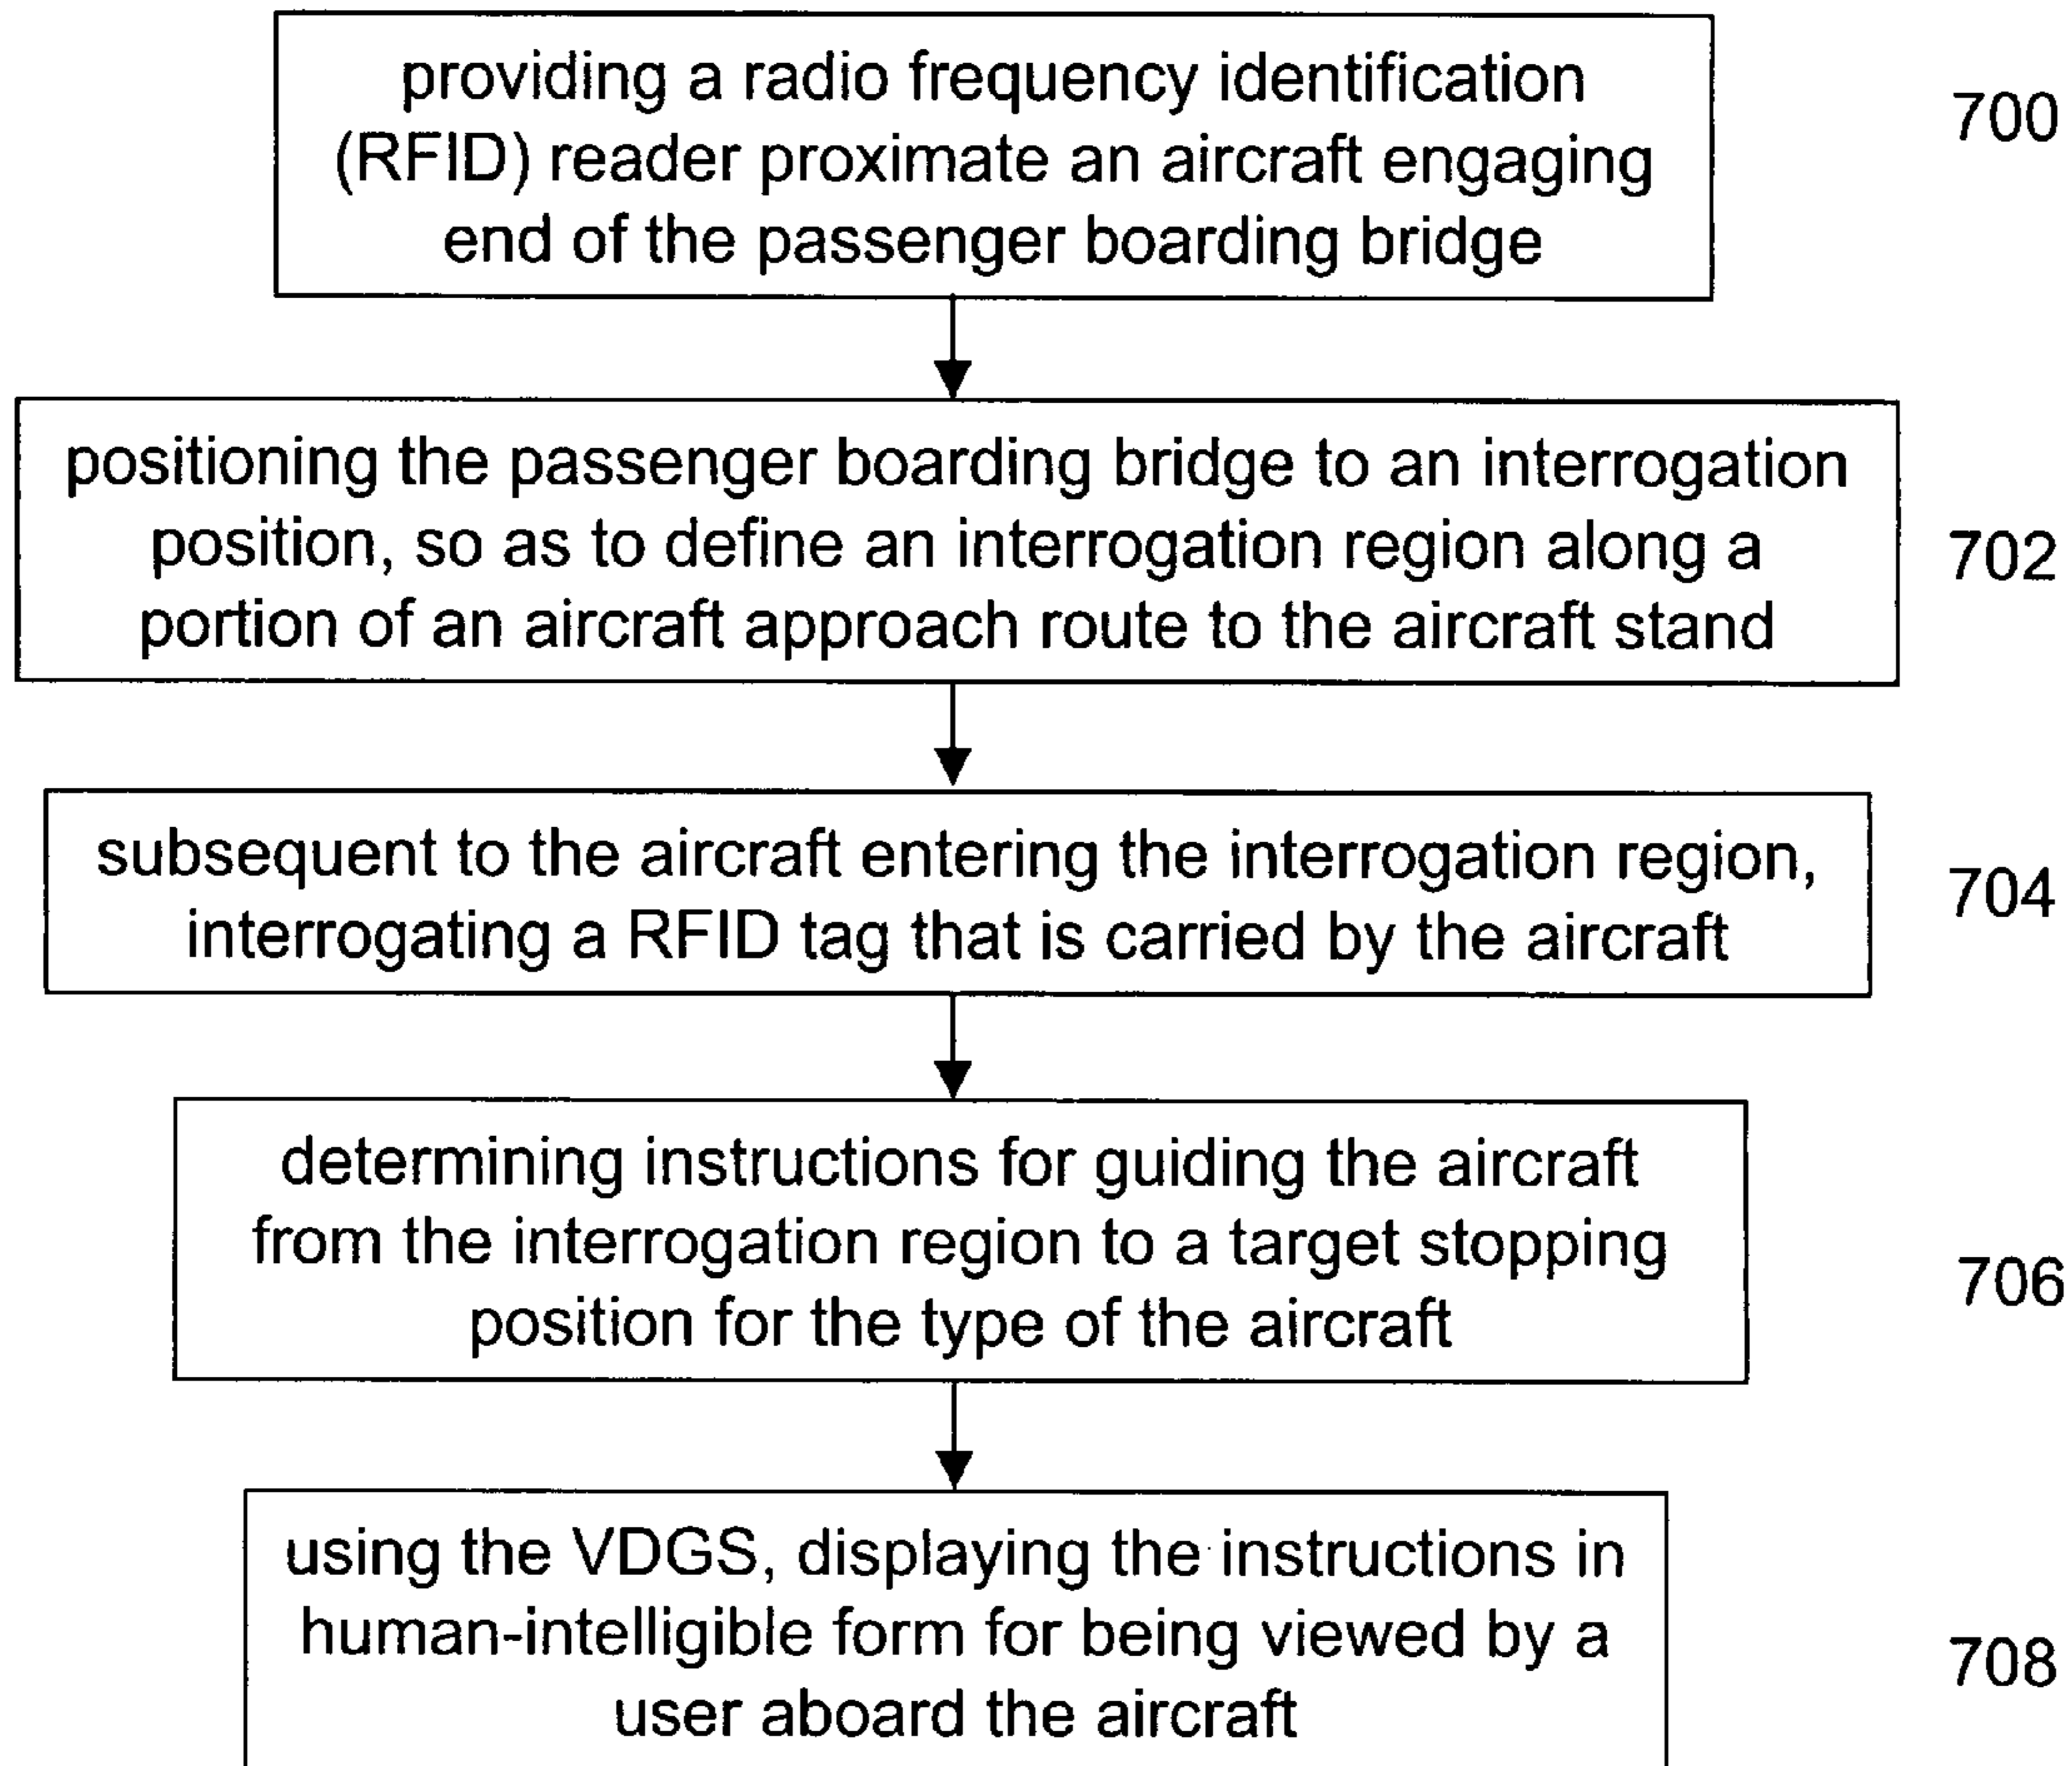 providing a radio frequency identification
(RFID) reader proximate an aircraft engaging
end of the passenger boarding bridge
700
positioning the passenger boarding bridge to an interrogation
position, so as to define an interrogation region along a
portion of an aircraft approach route to the aircraft stand
702
subsequent to the aircraft entering the interrogation region,
interrogating a RFID tag that is carried by the aircraft
704
determining instructions for guiding the aircraft
from the interrogation region to a target stopping
position for the type of the aircraft
706
using the VDGS, displaying the instructions in
human-intelligible form for being viewed by a
user aboard the aircraft
708